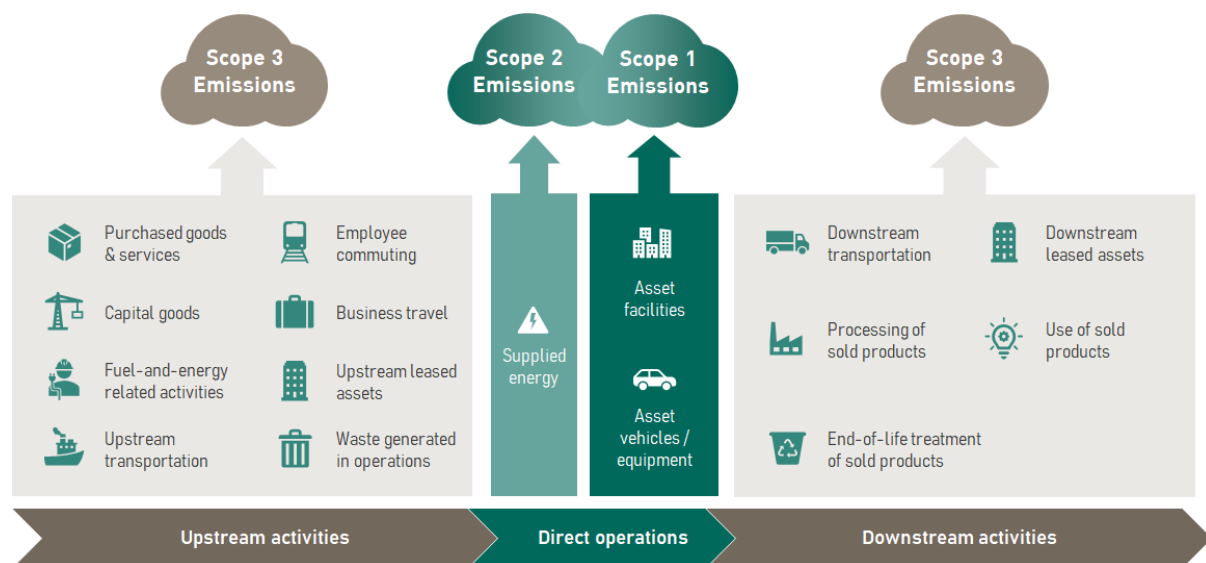 Scope 3
Emissions
Scope 2
Emissions
Scope 1
Emissions
Scope 3
Emissions
Purchased goods
& services
Employee
commuting
Capital goods
Business travel
Fuel-and-energy
related activities
Upstream leased
assets
Upstream
transportation
Waste generated
in operations
Supplied
energy
Asset
facilities
Asset
vehicles /
equipment
Downstream
transportation
Downstream
leased assets
Processing of
sold products
Use of sold
products
End-of-life treatment
of sold products
Upstream activities
Direct operations
Downstream activities